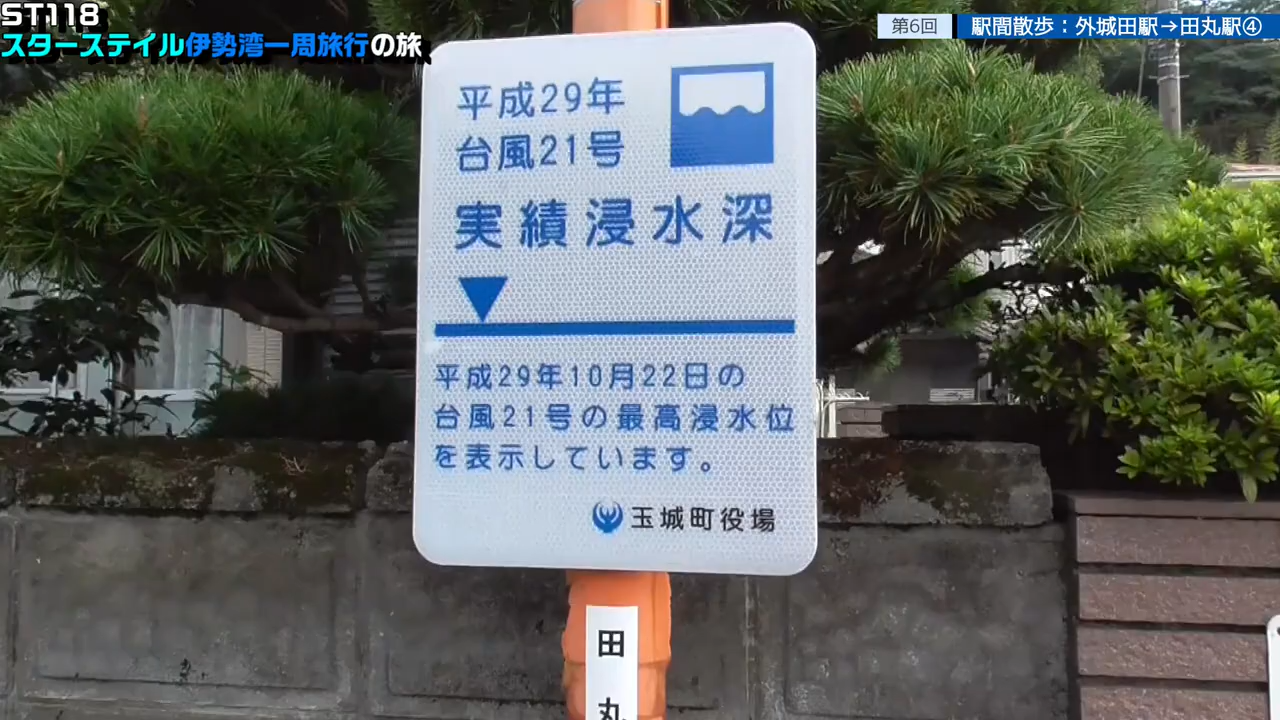 ST118
スターステイル伊勢湾一周旅行の旅
第6回 駅間散歩：外城田駅→田丸駅④
平成29年
台風21号
実績浸水深
平成29年10月22日の
台風21号の最高浸水位
を表示しています。
玉城町役場
田
丸